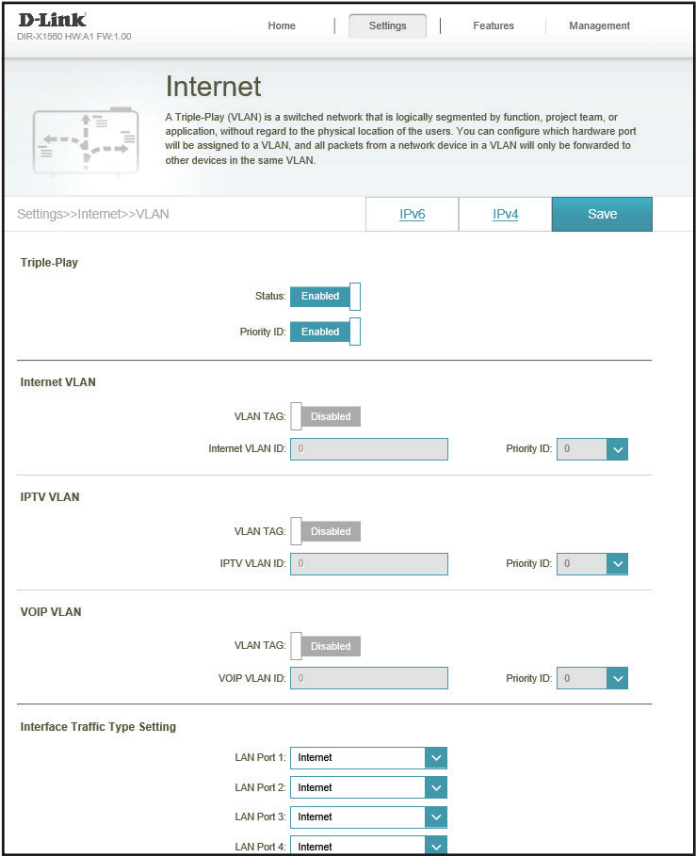 D-Link
DIR-X1560 HW:A1 FW:1.00
Home | Settings | Features Management
Internet
A Triple-Play (VLAN) is a switched network that is logically segmented by function, project team, or
application, without regard to the physical location of the users. You can configure which hardware port
will be assigned to a VLAN, and all packets from a network device in a VLAN will only be forwarded to
other devices in the same VLAN.
Settings>>Internet>>VLAN IPv6 IPv4 Save
Triple-Play
Status: Enabled
Priority ID: Enabled
Internet VLAN
VLAN TAG: Disabled
Internet VLAN ID: 0 Priority ID: 0
IPTV VLAN
VLAN TAG: Disabled
IPTV VLAN ID: 0 Priority ID: 0
VOIP VLAN
VLAN TAG: Disabled
VOIP VLAN ID: 0 Priority ID: 0
Interface Traffic Type Setting
LAN Port 1: Internet
LAN Port 2: Internet
LAN Port 3: Internet
LAN Port 4: Internet